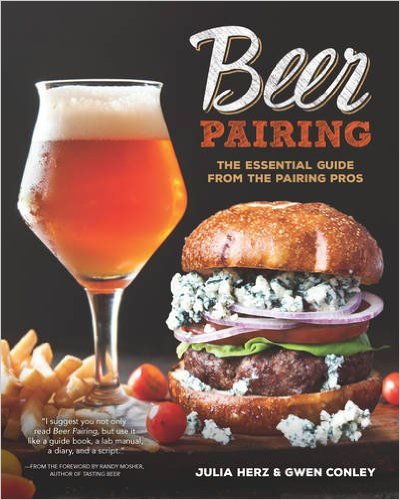 Beer
PAIRING
THE ESSENTIAL GUIDE
FROM THE PAIRING PROS
"I suggest you not only
read Beer Pairing, but use it
like a guide book, a lab manual,
a diary, and a script."
—FROM THE FOREWORD BY RANDY MOSHER,
AUTHOR OF TASTING BEER
JULIA HERZ & GWEN CONLEY